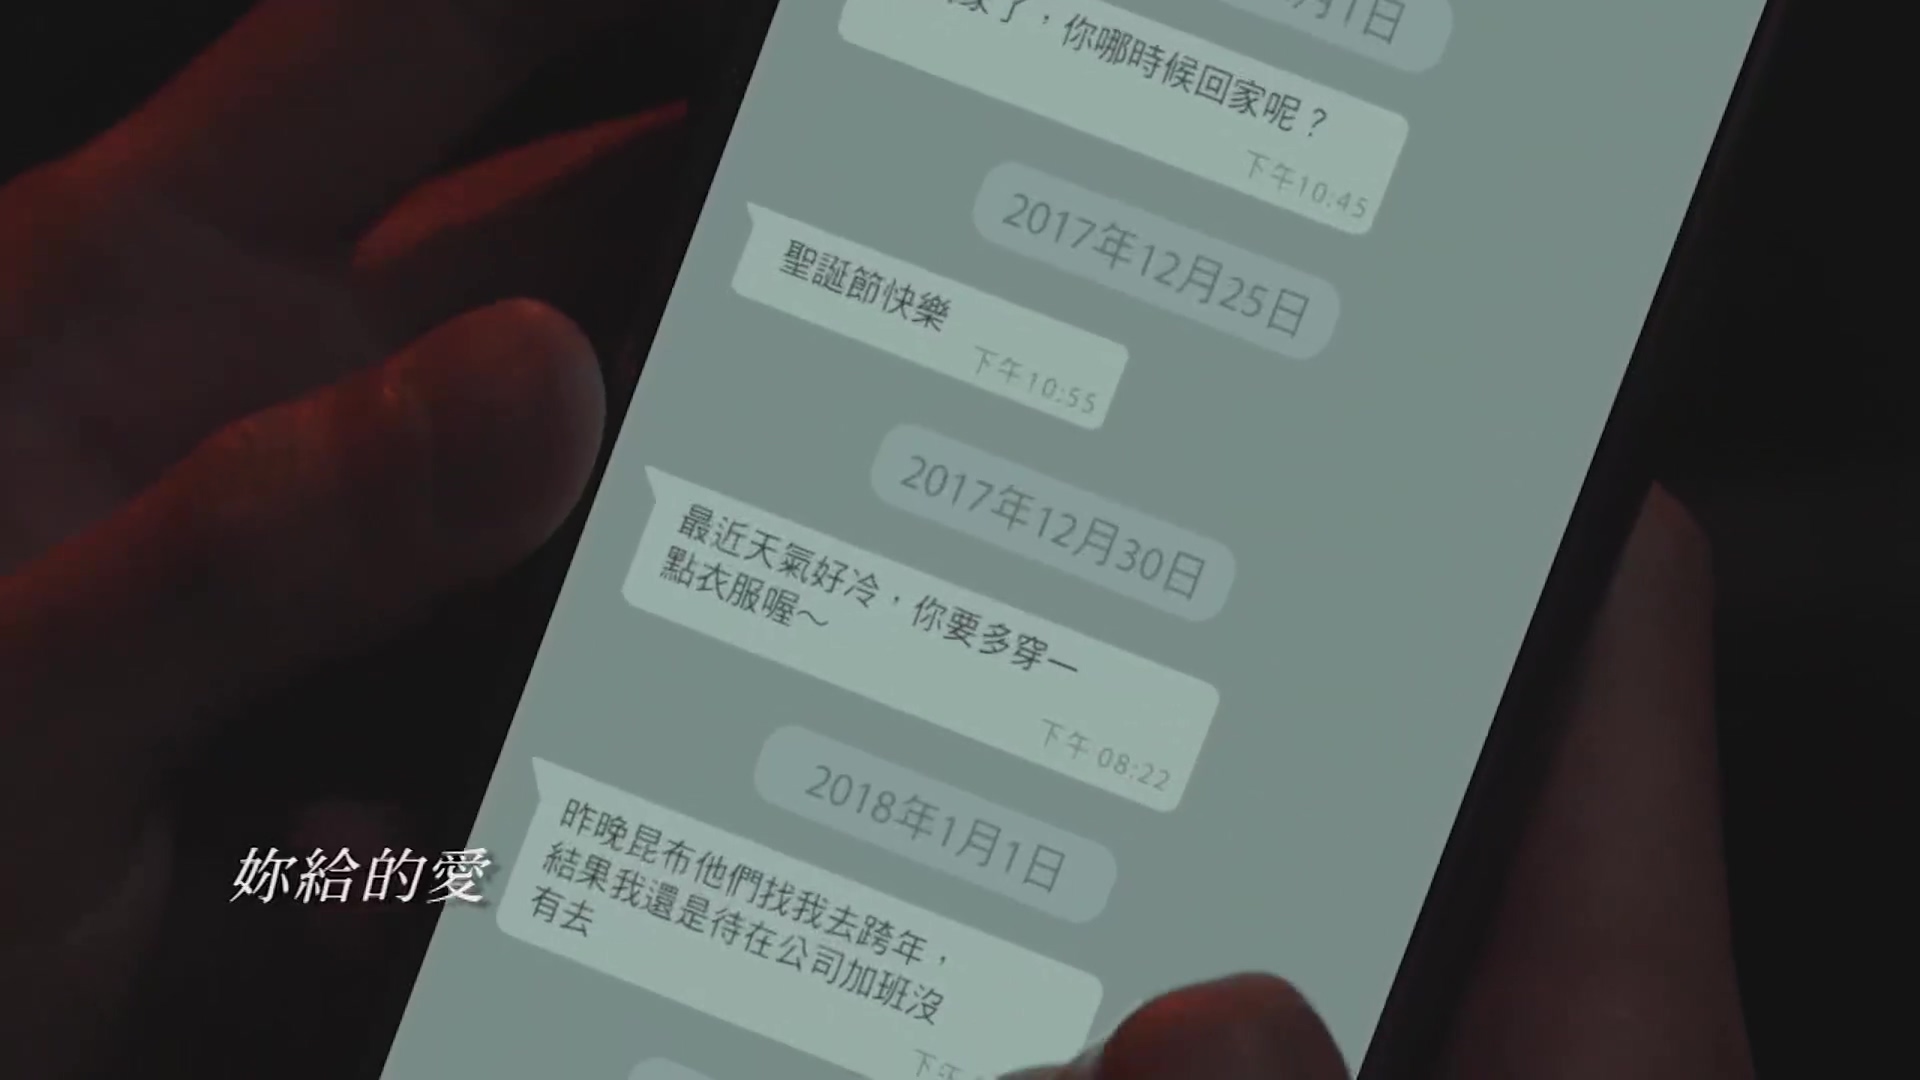 月1日
了，你哪時候回家呢？
下午10:45
2017年12月25日
聖誕節快樂
下午10:55
2017年12月30日
最近天氣好冷，你要多穿一
點衣服喔～
下午 08:22
2018年1月1日
昨晚昆布他們找我去跨年，
結果我還是待在公司加班沒
有去
下午
妳給的愛